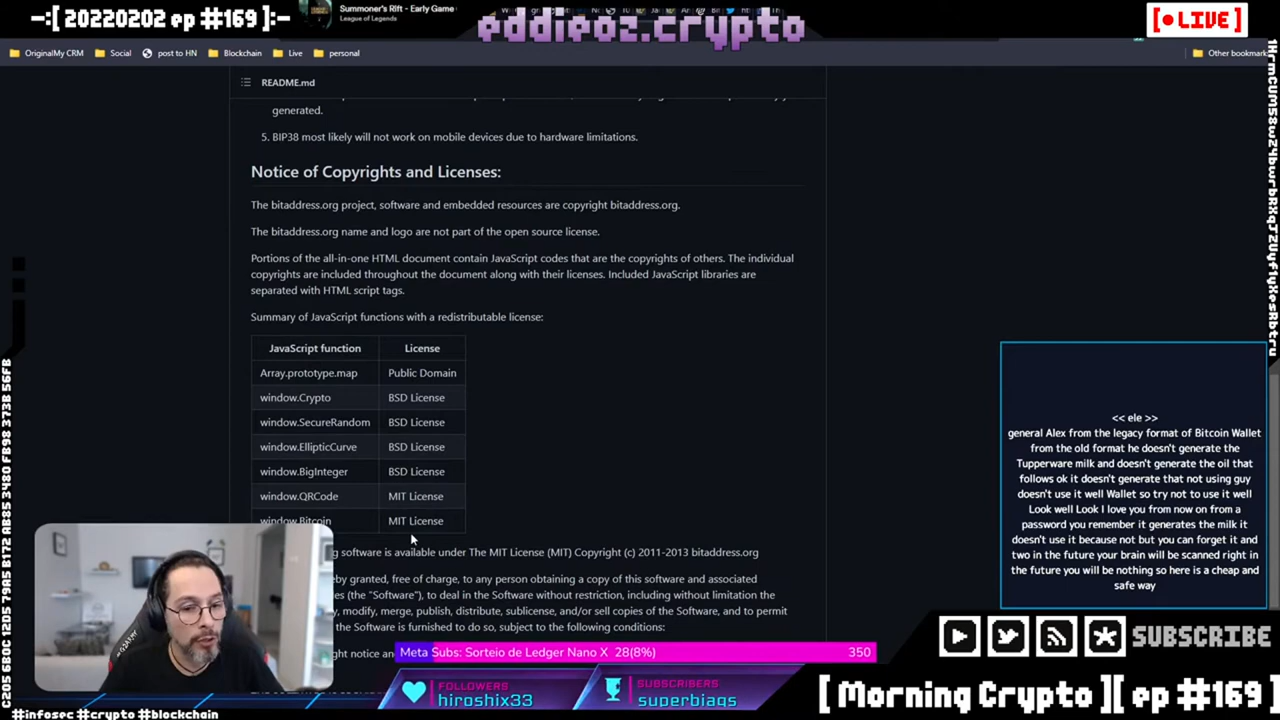 -:[ 20220202 ep #169 ]:-
Summoner's Rift - Early Game
League of Legends
eddieoz.crypto
[•LIVE]
OriginalMy CRM
Social
post to HN
Blockchain
Live
personal
Other bookmark
README.md
generated.
5. BIP38 most likely will not work on mobile devices due to hardware limitations.
Notice of Copyrights and Licenses:
The bitaddress.org project, software and embedded resources are copyright bitaddress.org.
The bitaddress.org name and logo are not part of the open source license.
Portions of the all-in-one HTML document contain JavaScript codes that are the copyrights of others. The individual
copyrights are included throughout the document along with their licenses. Included JavaScript libraries are
separated with HTML script tags.
Summary of JavaScript functions with a redistributable license:
JavaScript function License
Array.prototype.map Public Domain
window.Crypto BSD License
window.SecureRandom BSD License
window.EllipticCurve BSD License
window.BigInteger BSD License
window.QRCode MIT License
window.Bitcoin MIT License
software is available under The MIT License (MIT) Copyright (c) 2011-2013 bitaddress.org
granted, free of charge, to any person obtaining a copy of this software and associated
(the "Software"), to deal in the Software without restriction, including without limitation the
modify, merge, publish, distribute, sublicense, and/or sell copies of the Software, and to permit
the Software is furnished to do so, subject to the following conditions:
notice
<< ele >>
general Alex from the legacy format of Bitcoin Wallet
from the old format he doesn't generate the
Tupperware milk and doesn't generate the oil that
follows ok it doesn't generate that not using guy
doesn't use it well Wallet so try not to use it well
Look well Look I love you from now on from a
password you remember it generates the milk it
doesn't use it because not but you can forget it and
two in the future your brain will be scanned right in
the future you will be nothing so here is a cheap and
safe way
SUBSCRIBE
Meta Subs: Sorteio de Ledger Nano X 28(8%) 350
FOLLOWERS
hiroshix33
SUBSCRIBERS
superbiaqs
[ Morning Crypto ][ ep #169 ]
#infosec #crypto #blockchain